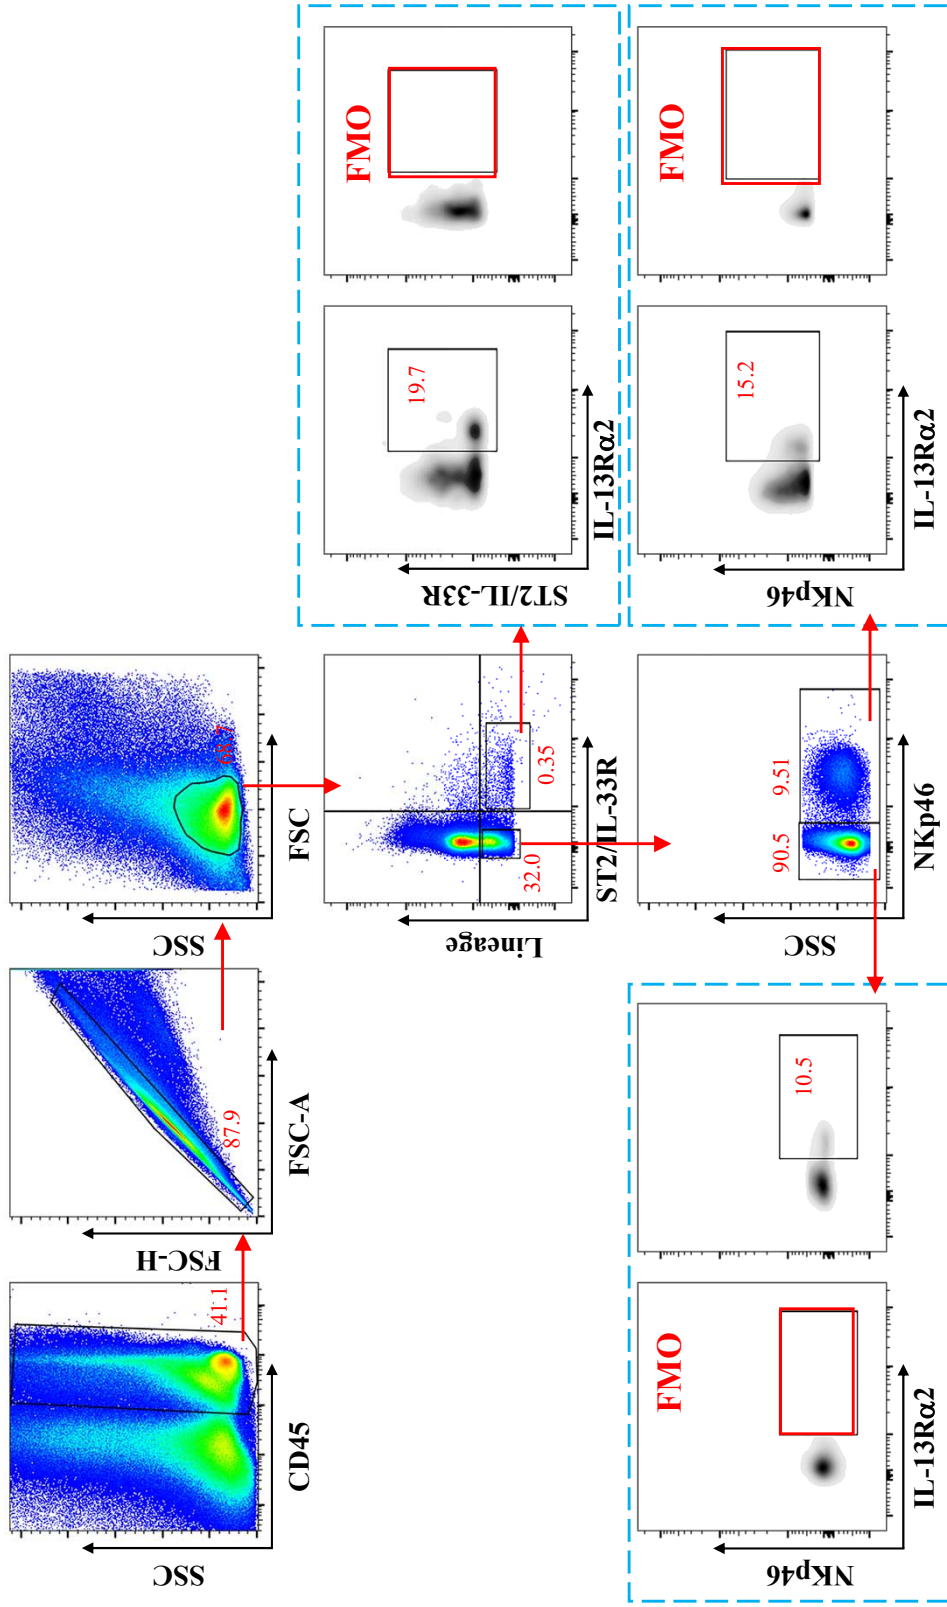 SSC
CD45
41.1
FSC-H
FSC-A
87.9
SSC
FSC
68.7
Lineage
ST2/IL-33R
32.0
0.35
ST2/IL-33R
IL-13Rα2
19.7
FMO
NKp46
IL-13Rα2
FMO
10.5
SSC
NKp46
90.5
9.51
NKp46
IL-13Rα2
15.2
FMO